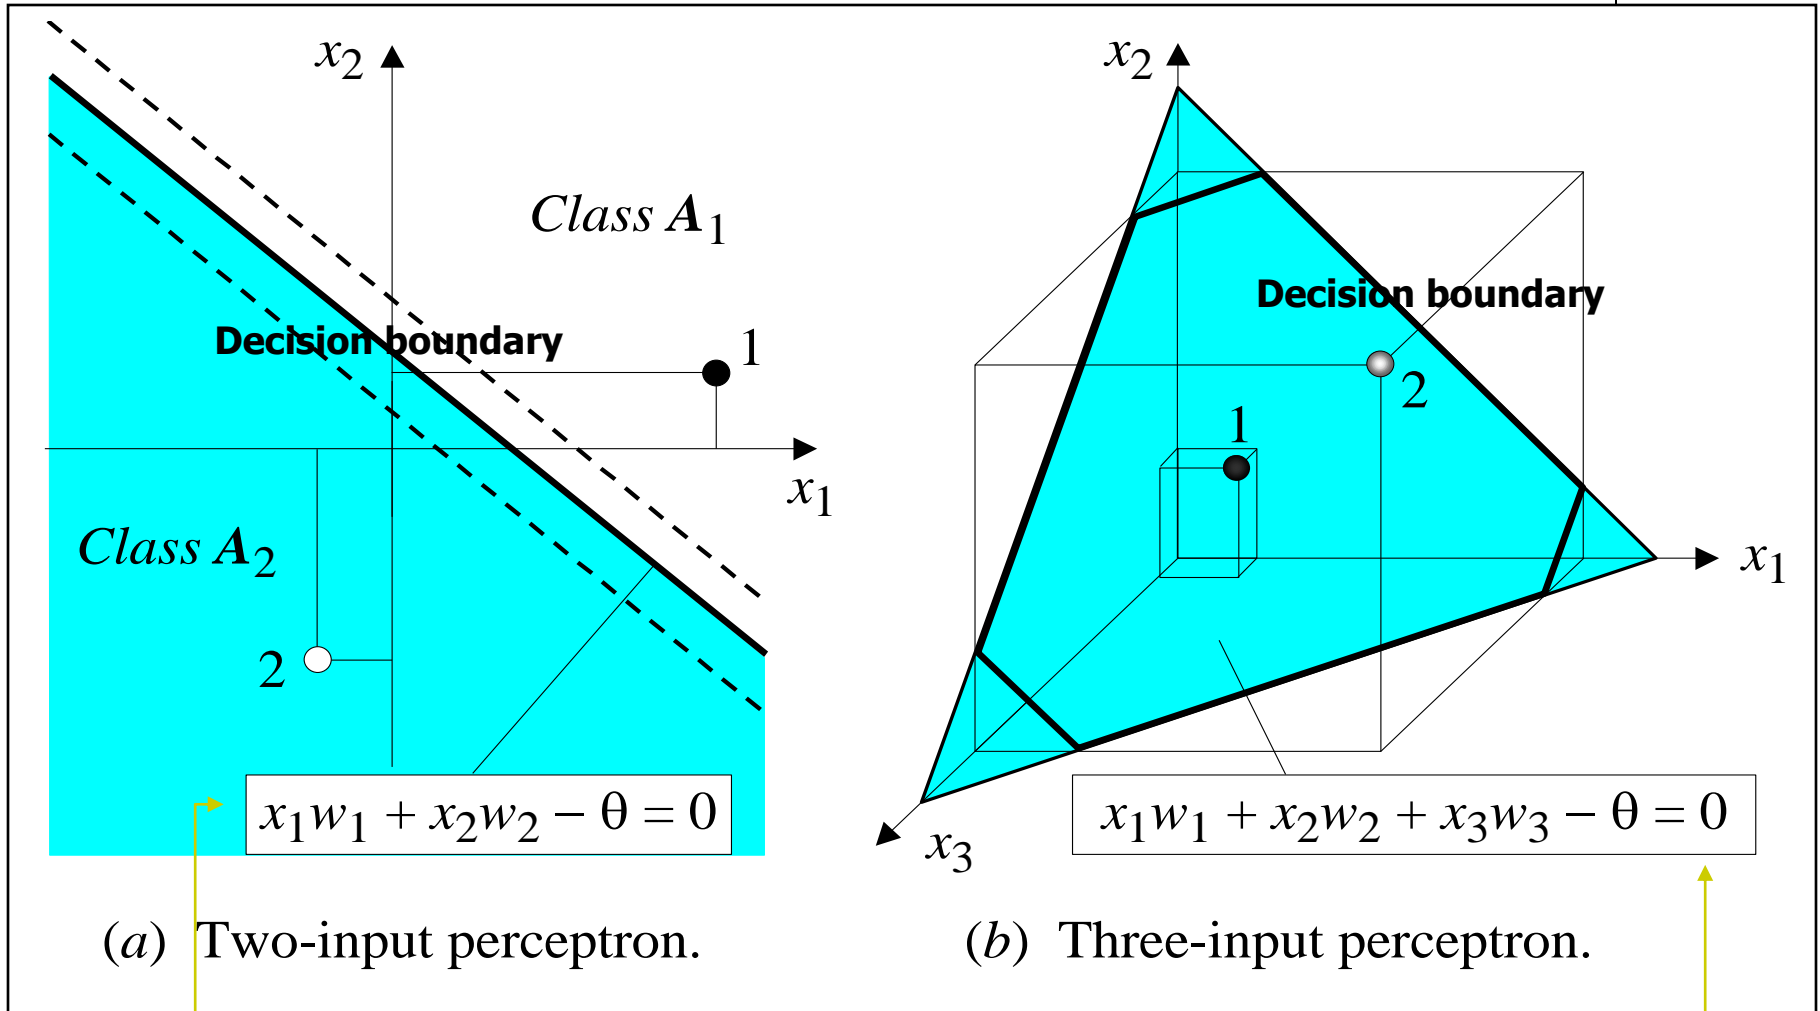 x₂
Class A₁
Decision boundary
1
x₁
Class A₂
2
x₁w₁ + x₂w₂ − θ = 0
(a) Two-input perceptron.
x₂
Decision boundary
2
1
x₁
x₃
x₁w₁ + x₂w₂ + x₃w₃ − θ = 0
(b) Three-input perceptron.